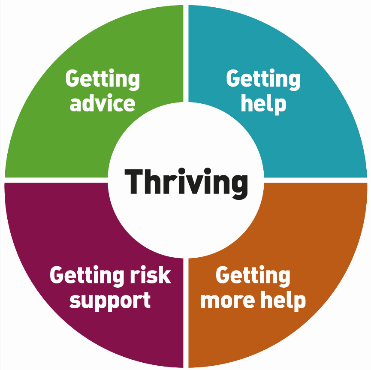 Getting
advice
Getting
help
Thriving
Getting risk
support
Getting
more help